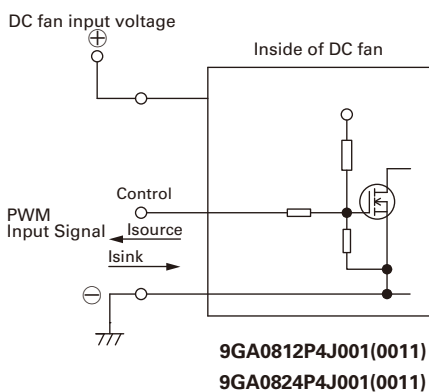 DC fan input voltage
⊕
Inside of DC fan
Control
PWM
Input Signal
Isource
Isink
⊖
9GA0812P4J001(0011)
9GA0824P4J001(0011)